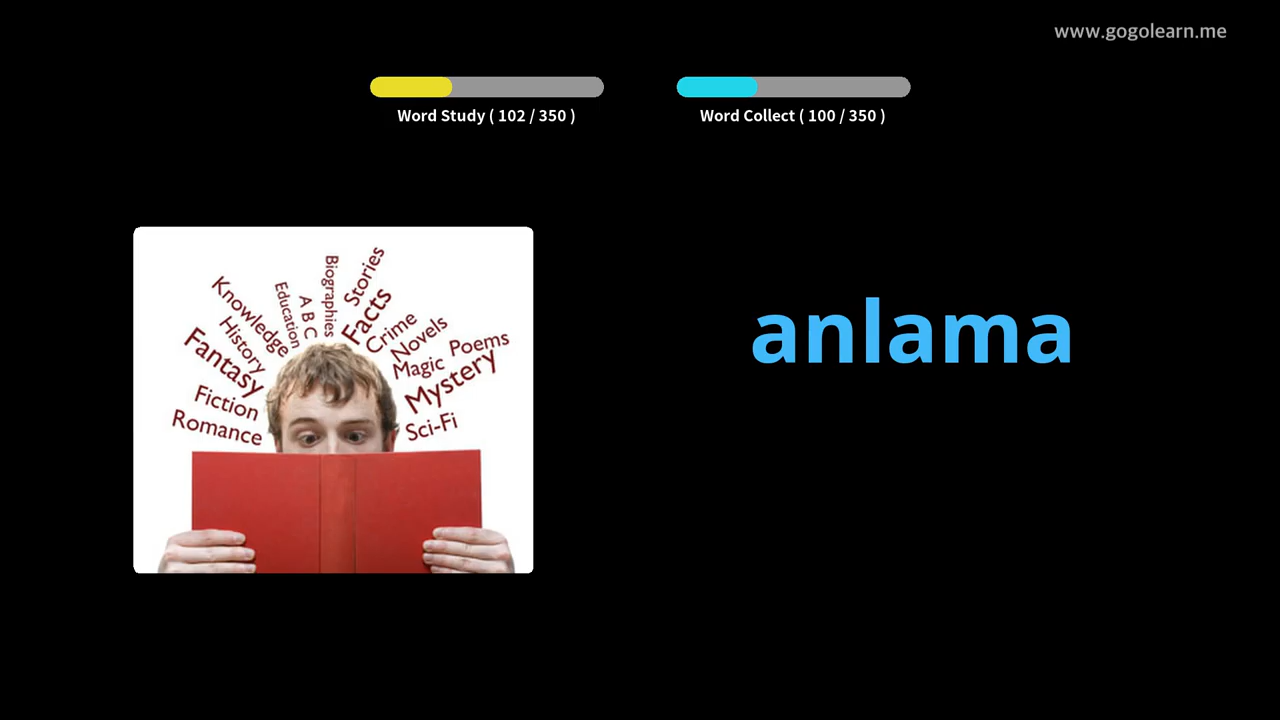 www.gogolearn.me
Word Study ( 102 / 350 )
Word Collect ( 100 / 350 )
anlama
Stories
Biographies
Facts
Education
A B C
Knowledge
Crime
Novels
History
Poems
Fantasy
Magic
Mystery
Fiction
Sci-Fi
Romance